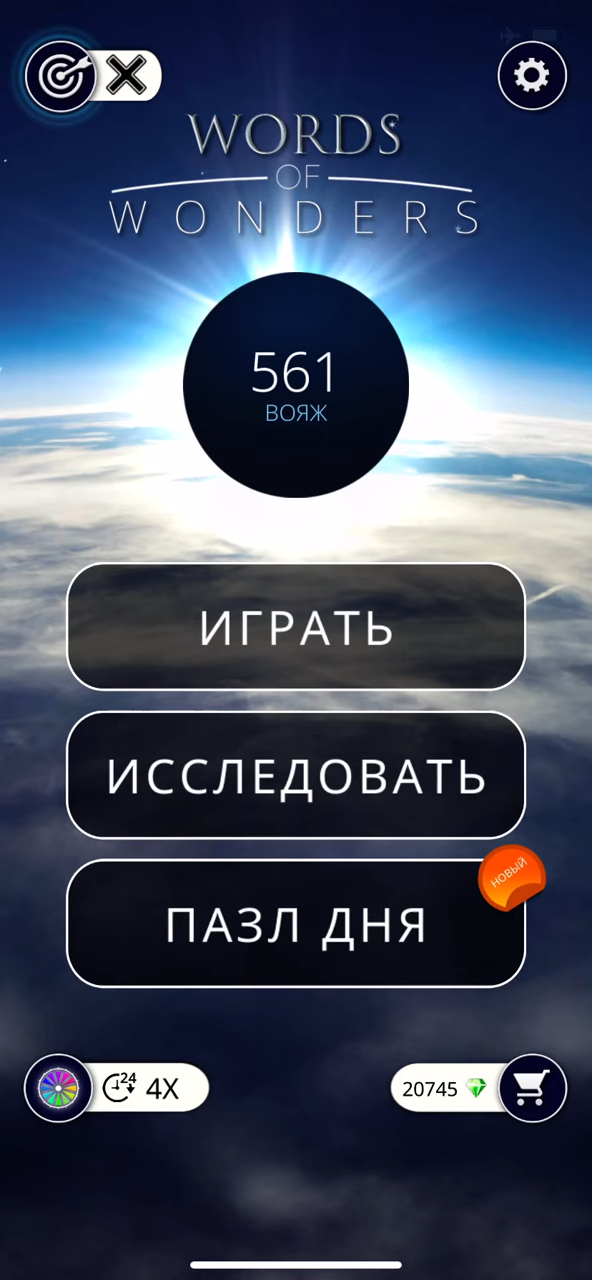 WORDS
OF
WONDERS
561
ВОЯЖ
ИГРАТЬ
ИССЛЕДОВАТЬ
НОВЫЙ
ПАЗЛ ДНЯ
24
4X
20745